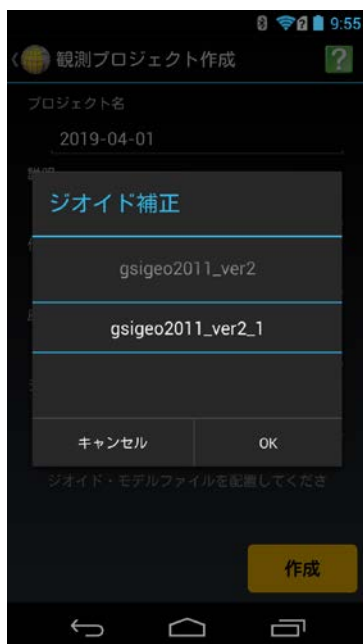 9:55
観測プロジェクト作成
?
プロジェクト名
2019-04-01
説明
ジオイド補正
gsigeo2011_ver2
gsigeo2011_ver2_1
キャンセル
OK
ジオイド・モデルファイルを配置してくださ
作成